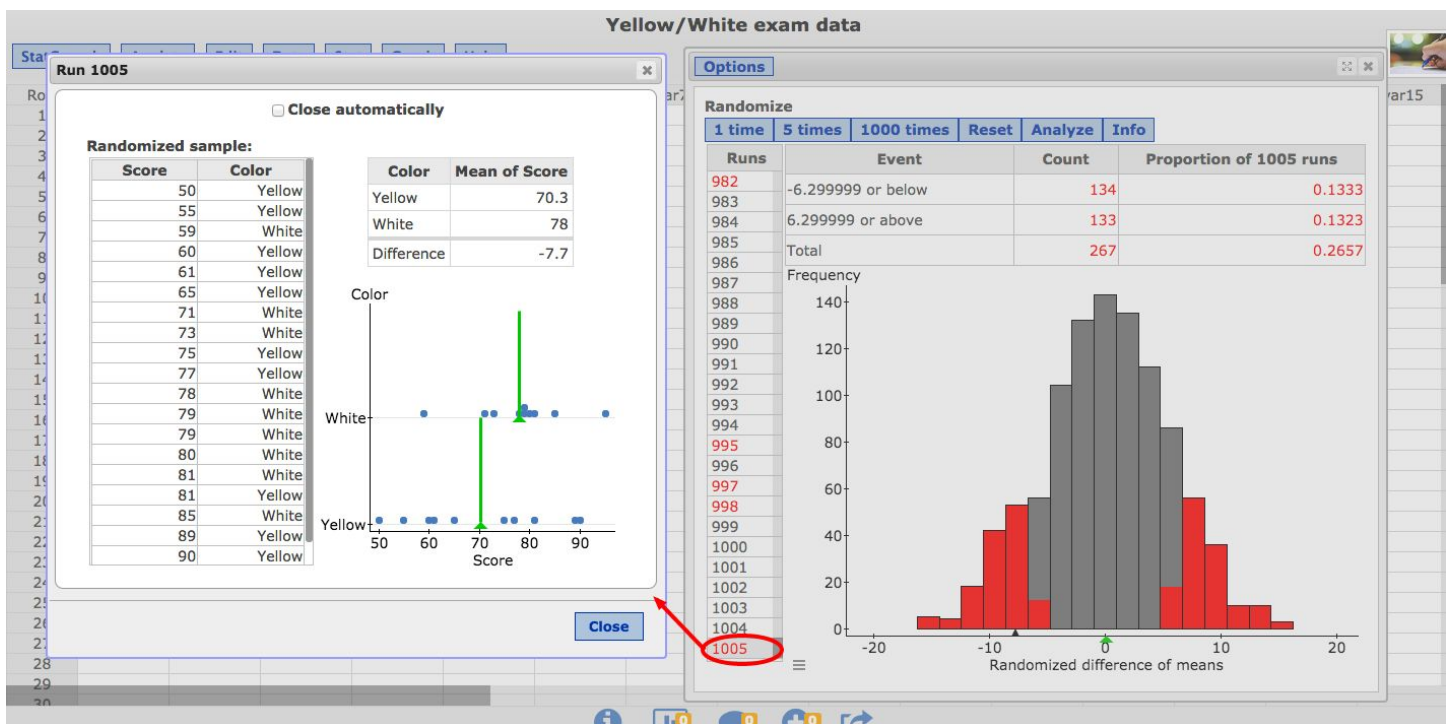 Yellow/White exam data
Run 1005
Close automatically
Randomized sample:
Score Color
50 Yellow
55 Yellow
59 White
60 Yellow
61 Yellow
65 Yellow
71 White
73 White
75 Yellow
77 Yellow
78 White
79 White
79 White
80 White
81 White
81 Yellow
85 White
89 Yellow
90 Yellow
Color Mean of Score
Yellow 70.3
White 78
Difference -7.7
Color
White
Yellow
50 60 70 80 90
Score
Close
28
29
30
Options
var15
Randomize
1 time 5 times 1000 times Reset Analyze Info
Runs Event Count Proportion of 1005 runs
-6.299999 or below 134 0.1333
6.299999 or above 133 0.1323
Total 267 0.2657
982
983
984
985
986
987
988
989
990
991
992
993
994
995
996
997
998
999
1000
1001
1002
1003
1004
1005
Frequency
140
120
100
80
60
40
20
0
-20 -10 0 10 20
Randomized difference of means